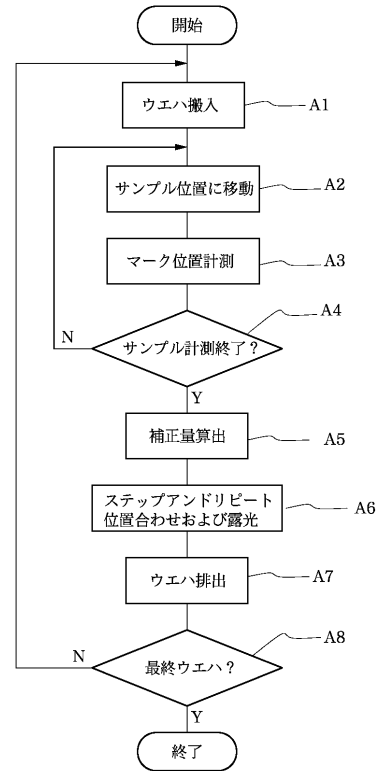 開始
ウエハ搬入
A1
サンプル位置に移動
A2
マーク位置計測
A3
サンプル計測終了？
A4
N
Y
補正量算出
A5
ステップアンドリピート
位置合わせおよび露光
A6
ウエハ排出
A7
最終ウエハ？
A8
N
Y
終了